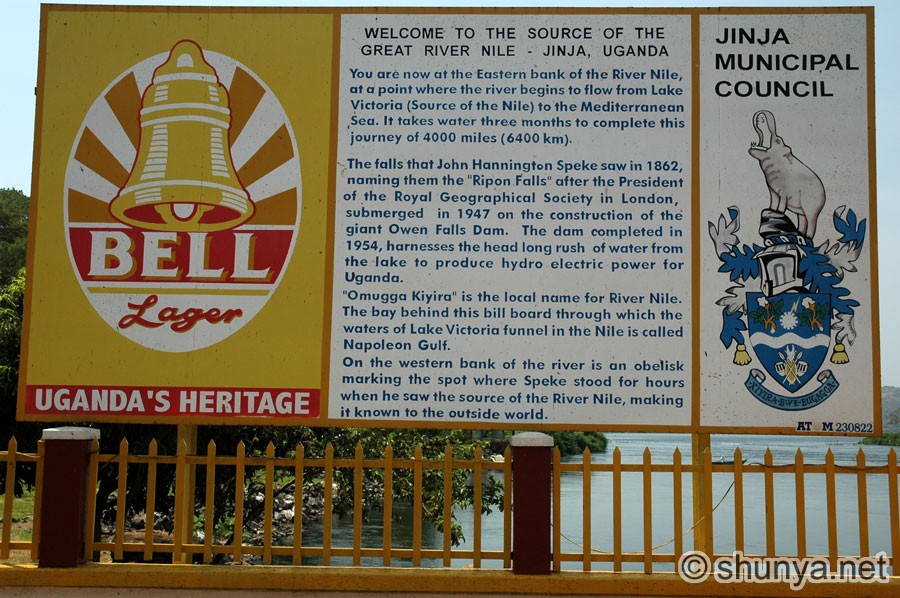 BELL
Lager
UGANDA'S HERITAGE
WELCOME TO THE SOURCE OF THE
GREAT RIVER NILE - JINJA, UGANDA
You are now at the Eastern bank of the River Nile,
at a point where the river begins to flow from Lake
Victoria (Source of the Nile) to the Mediterranean
Sea. It takes water three months to complete this
journey of 4000 miles (6400 km).
The falls that John Hannington Speke saw in 1862,
naming them the "Ripon Falls" after the President
of the Royal Geographical Society in London,
submerged in 1947 on the construction of the
giant Owen Falls Dam. The dam completed in
1954, harnesses the head long rush of water from
the lake to produce hydro electric power for
Uganda.
"Omugga Kiyira" is the local name for River Nile.
The bay behind this bill board through which the
waters of Lake Victoria funnel in the Nile is called
Napoleon Gulf.
On the western bank of the river is an obelisk
marking the spot where Speke stood for hours
when he saw the source of the River Nile, making
it known to the outside world.
JINJA
MUNICIPAL
COUNCIL
AT M 230822
© shunya.net